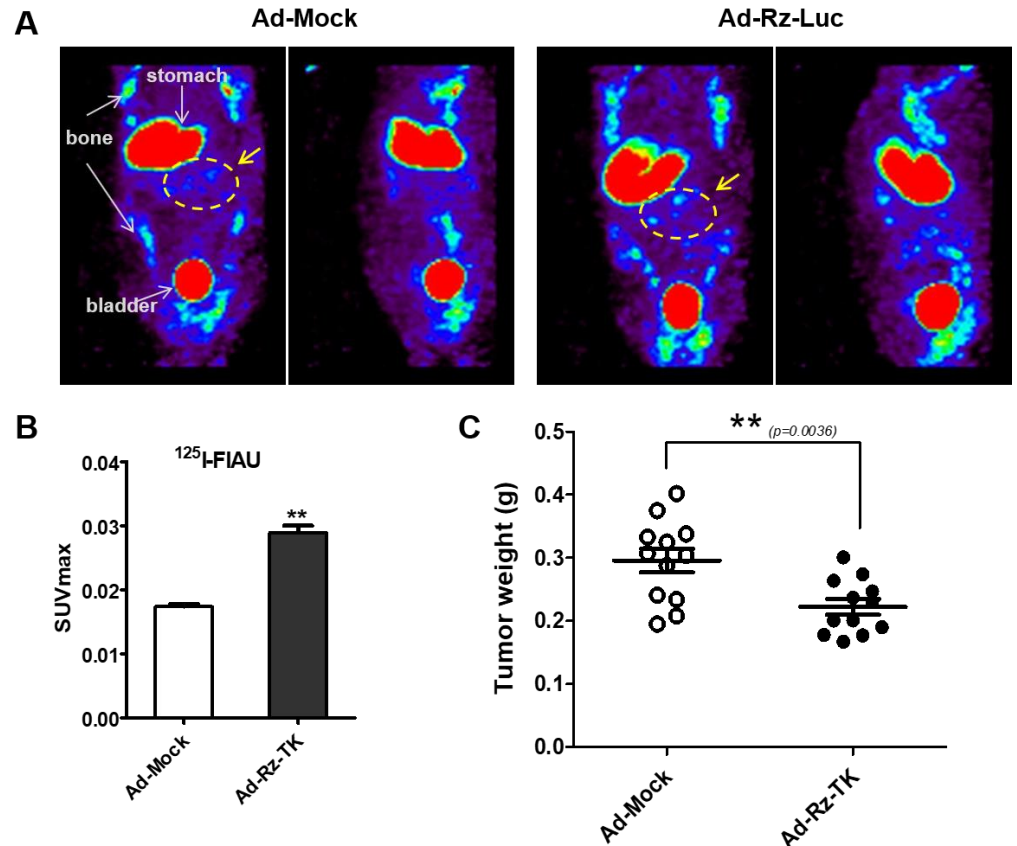 A
Ad-Mock
Ad-Rz-Luc
stomach
bone
bladder
B
125I-FIAU
SUVmax
0.04
0.03
0.02
0.01
0.00
**
Ad-Mock
Ad-Rz-TK
C
** (p=0.0036)
Tumor weight (g)
0.5
0.4
0.3
0.2
0.1
0.0
Ad-Mock
Ad-Rz-TK